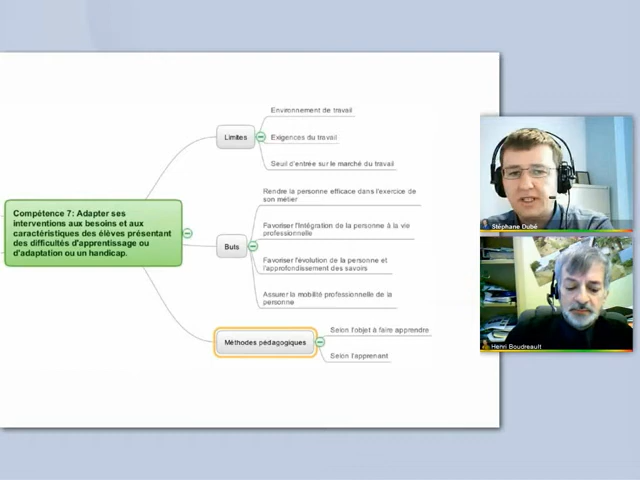 Environnement de travail
Limites
Exigences du travail
Seuil d'entrée sur le marché du travail
Compétence 7: Adapter ses
interventions aux besoins et aux
caractéristiques des élèves présentant
des difficultés d'apprentissage ou
d'adaptation ou un handicap.
Rendre la personne efficace dans l'exercice de
son métier
Buts
Favoriser l'intégration de la personne à la vie
professionnelle
Favoriser l'évolution de la personne et
l'approfondissement des savoirs
Assurer la mobilité professionnelle de la
personne
Méthodes pédagogiques
Selon l'objet à faire apprendre
Selon l'apprenant
Stéphane Dubé
Henri Boudreault